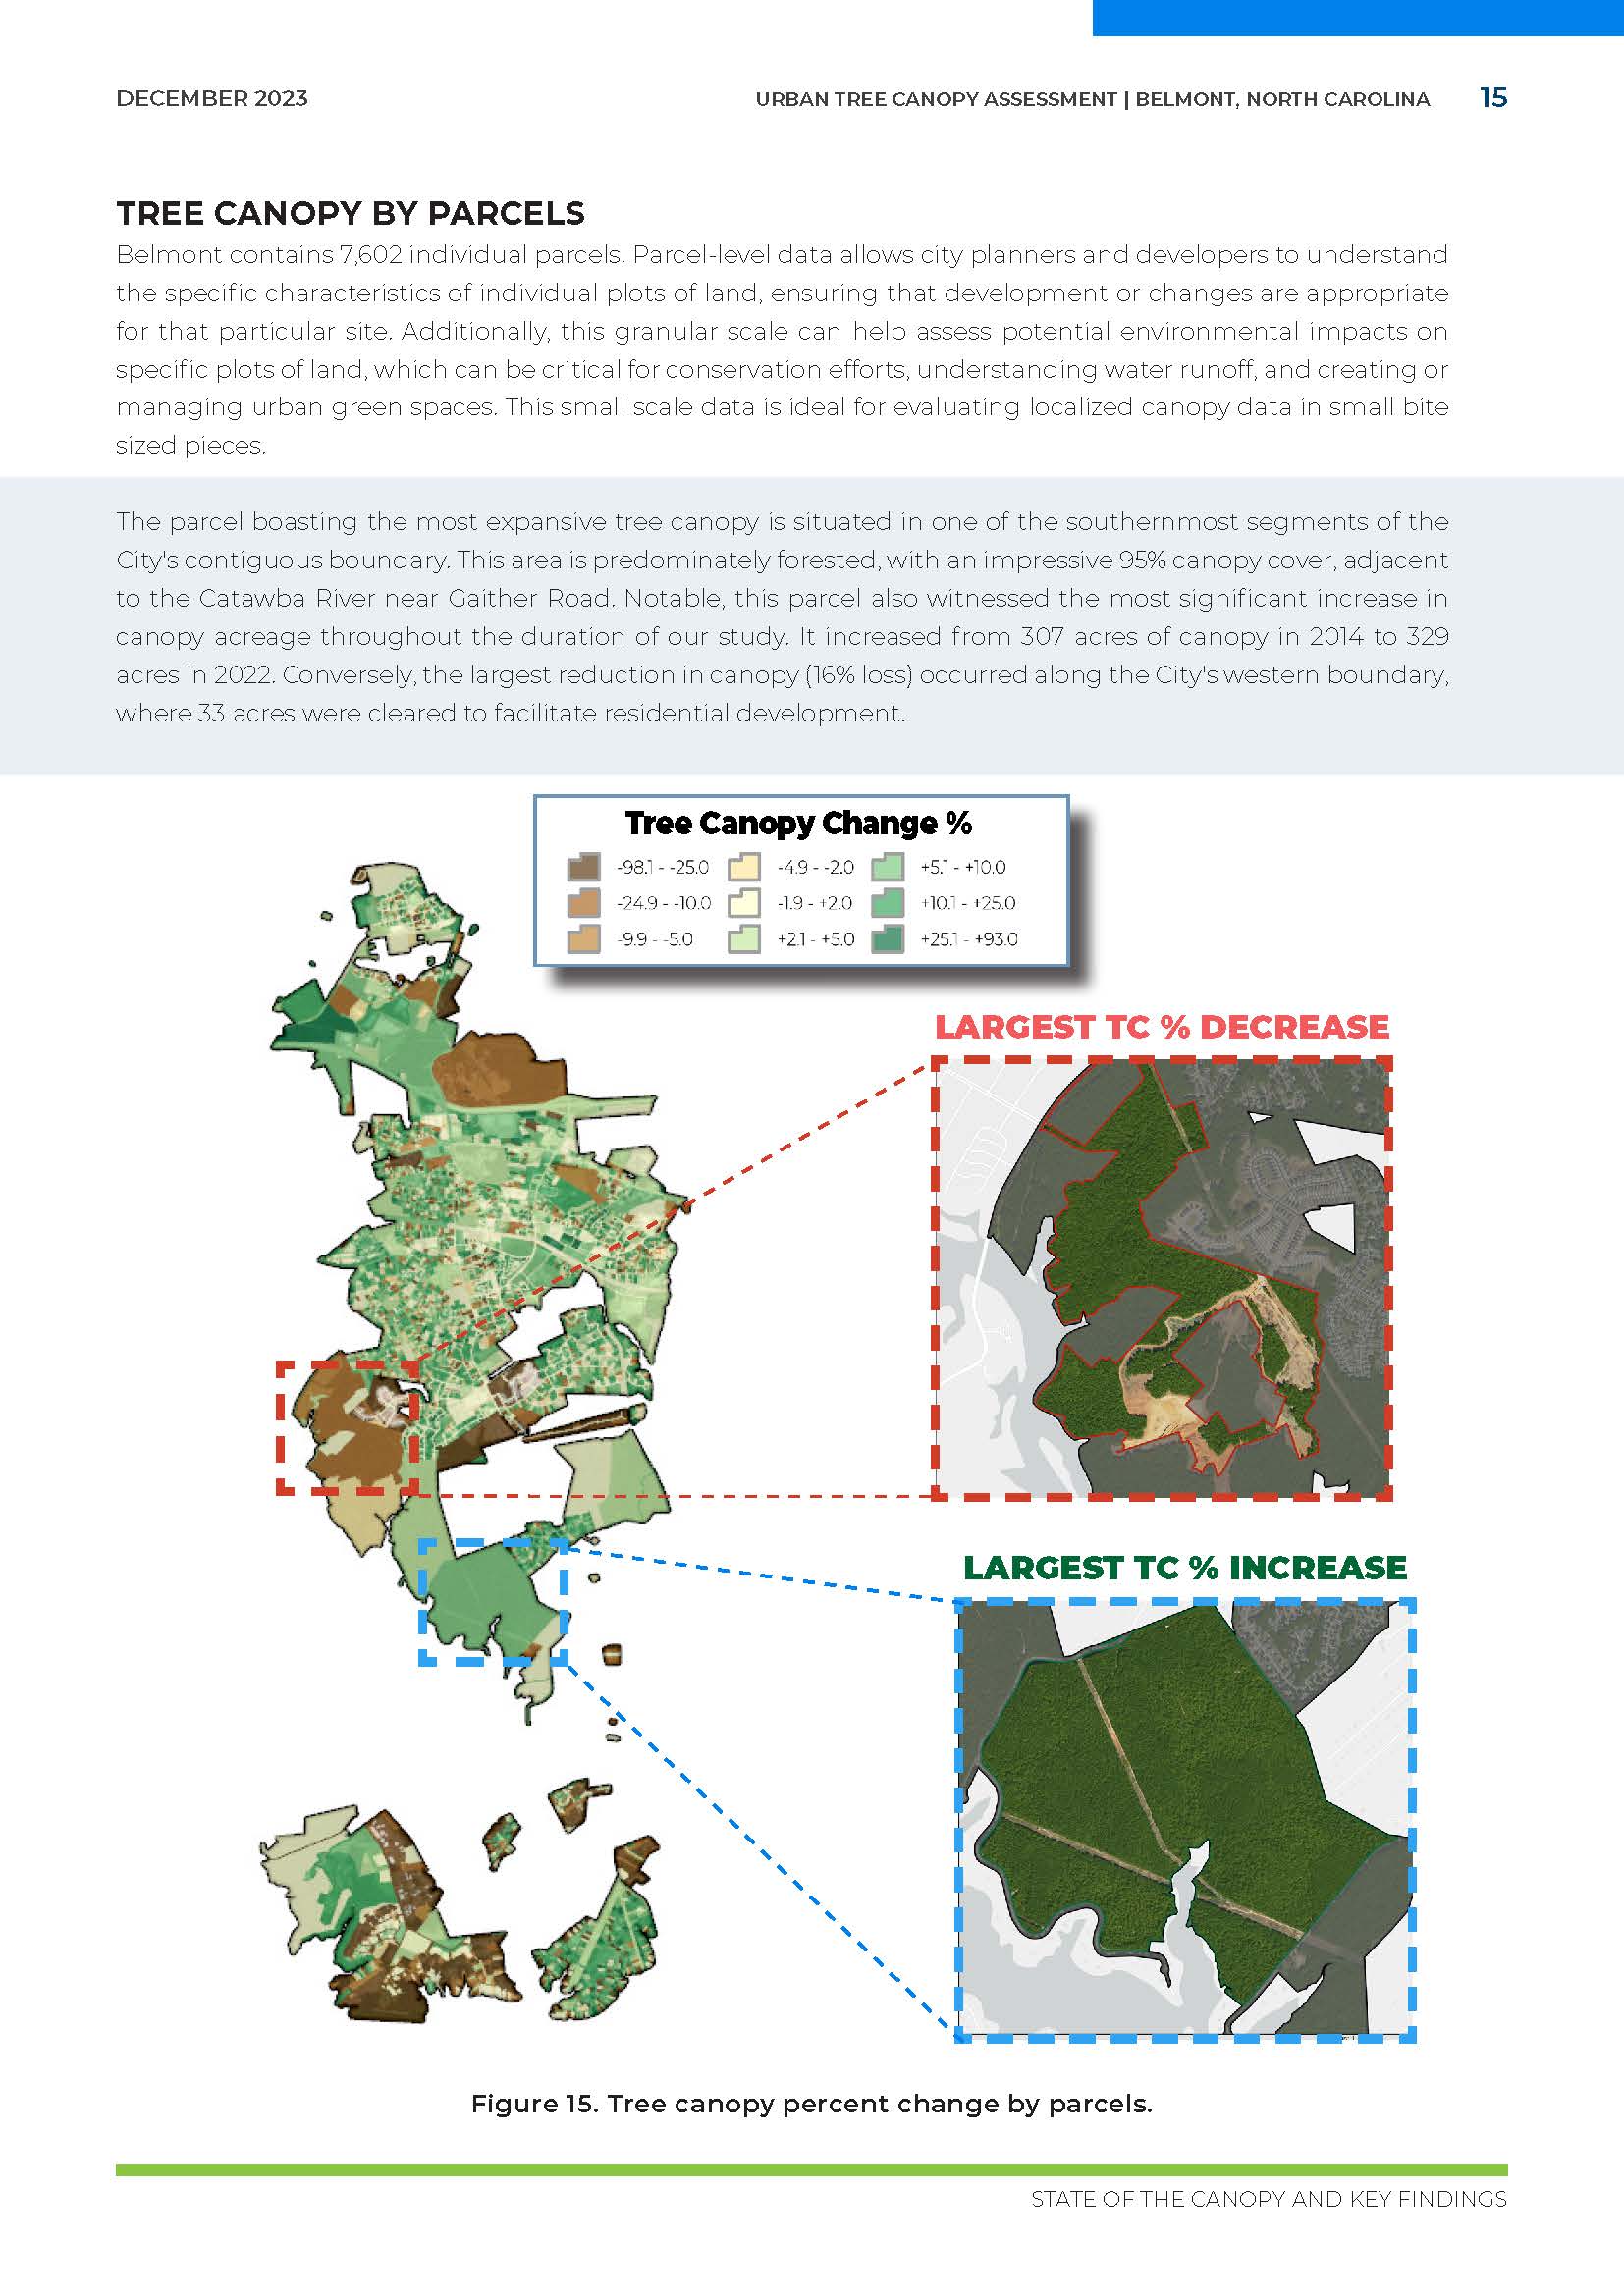 DECEMBER 2023
URBAN TREE CANOPY ASSESSMENT | BELMONT, NORTH CAROLINA 15
TREE CANOPY BY PARCELS
Belmont contains 7,602 individual parcels. Parcel-level data allows city planners and developers to understand
the specific characteristics of individual plots of land, ensuring that development or changes are appropriate
for that particular site. Additionally, this granular scale can help assess potential environmental impacts on
specific plots of land, which can be critical for conservation efforts, understanding water runoff, and creating or
managing urban green spaces. This small scale data is ideal for evaluating localized canopy data in small bite
sized pieces.
The parcel boasting the most expansive tree canopy is situated in one of the southernmost segments of the
City's contiguous boundary. This area is predominately forested, with an impressive 95% canopy cover, adjacent
to the Catawba River near Gaither Road. Notable, this parcel also witnessed the most significant increase in
canopy acreage throughout the duration of our study. It increased from 307 acres of canopy in 2014 to 329
acres in 2022. Conversely, the largest reduction in canopy (16% loss) occurred along the City's western boundary,
where 33 acres were cleared to facilitate residential development.
Tree Canopy Change %
-98.1 - -25.0 -4.9 - -2.0 +5.1 - +10.0
-24.9 - -10.0 -1.9 - +2.0 +10.1 - +25.0
-9.9 - -5.0 +2.1 - +5.0 +25.1 - +93.0
LARGEST TC % DECREASE
LARGEST TC % INCREASE
Figure 15. Tree canopy percent change by parcels.
STATE OF THE CANOPY AND KEY FINDINGS